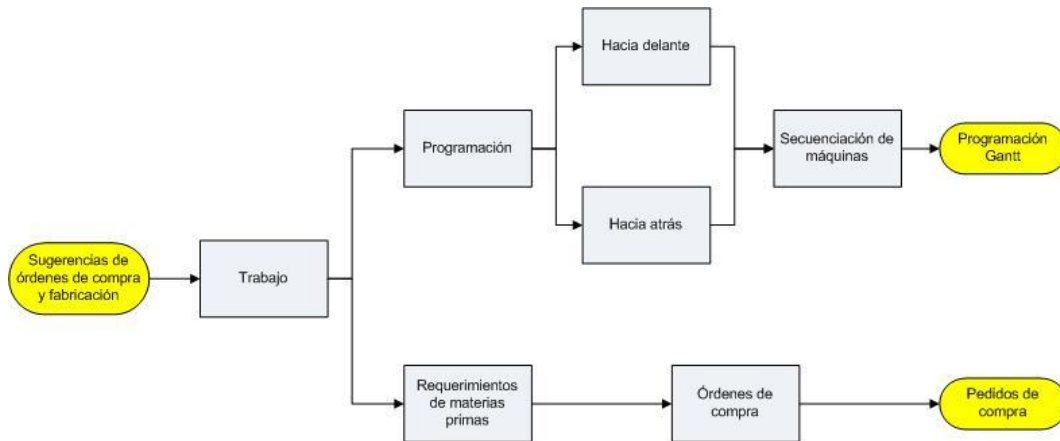 Hacia delante
Programación
Secuenciación de
máquinas
Programación
Gantt
Hacia atrás
Sugerencias de
órdenes de compra
y fabricación
Trabajo
Requerimientos
de materias
primas
Órdenes de
compra
Pedidos de
compra